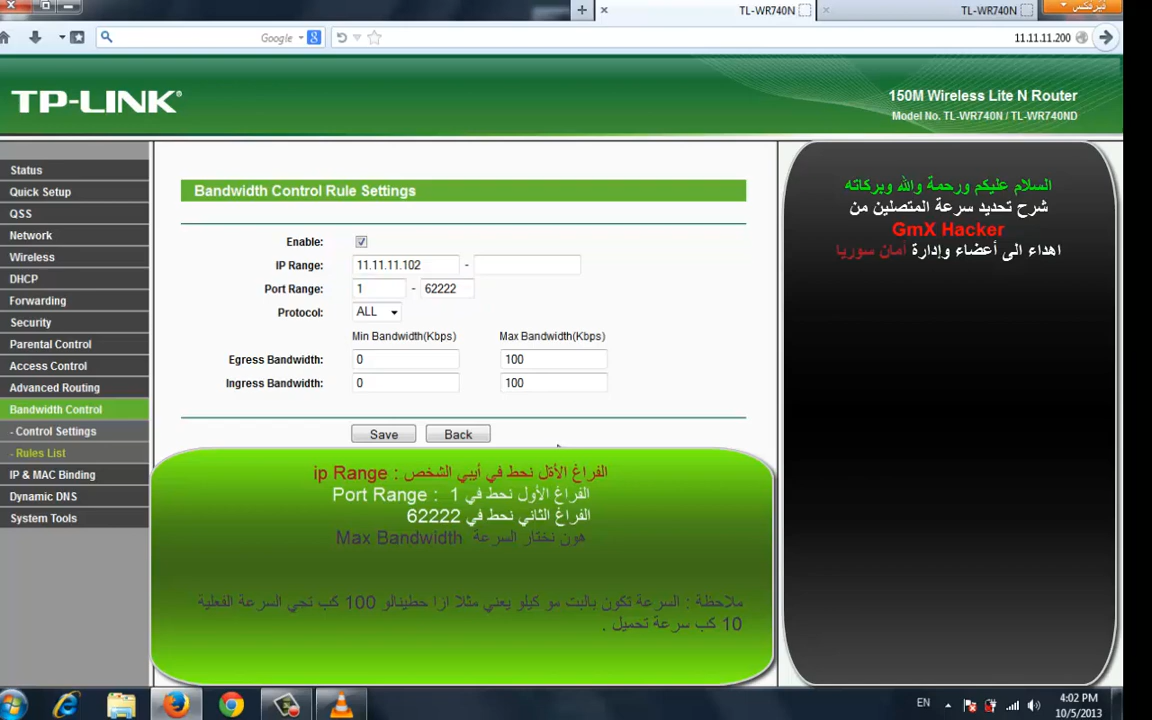 فيرفكس
TL-WR740N
TL-WR740N
Google
11.11.11.200
TP-LINK®
150M Wireless Lite N Router
Model No. TL-WR740N / TL-WR740ND
Status
Quick Setup
QSS
Network
Wireless
DHCP
Forwarding
Security
Parental Control
Access Control
Advanced Routing
Bandwidth Control
- Control Settings
- Rules List
IP & MAC Binding
Dynamic DNS
System Tools
Bandwidth Control Rule Settings
Enable:
IP Range: 11.11.11.102 -
Port Range: 1 - 62222
Protocol: ALL
Min Bandwidth(Kbps) Max Bandwidth(Kbps)
Egress Bandwidth: 0 100
Ingress Bandwidth: 0 100
Save Back
الفراغ الأةل نحط في أيبي الشخص : ip Range
الفراغ الأول نحط في 1 : Port Range
الفراغ الثاني نحط في 62222
هون نختار السرعة Max Bandwidth
ملاحظة : السرعة تكون بالبت مو كيلو يعني مثلا ازا حطينالو 100 كب تجي السرعة الفعلية
10 كب سرعة تحميل .
السلام عليكم ورحمة والله وبركاته
شرح تحديد سرعة المتصلين من
GmX Hacker
اهداء الى أعضاء وإدارة أمان سوريا
EN
4:02 PM
10/5/2013